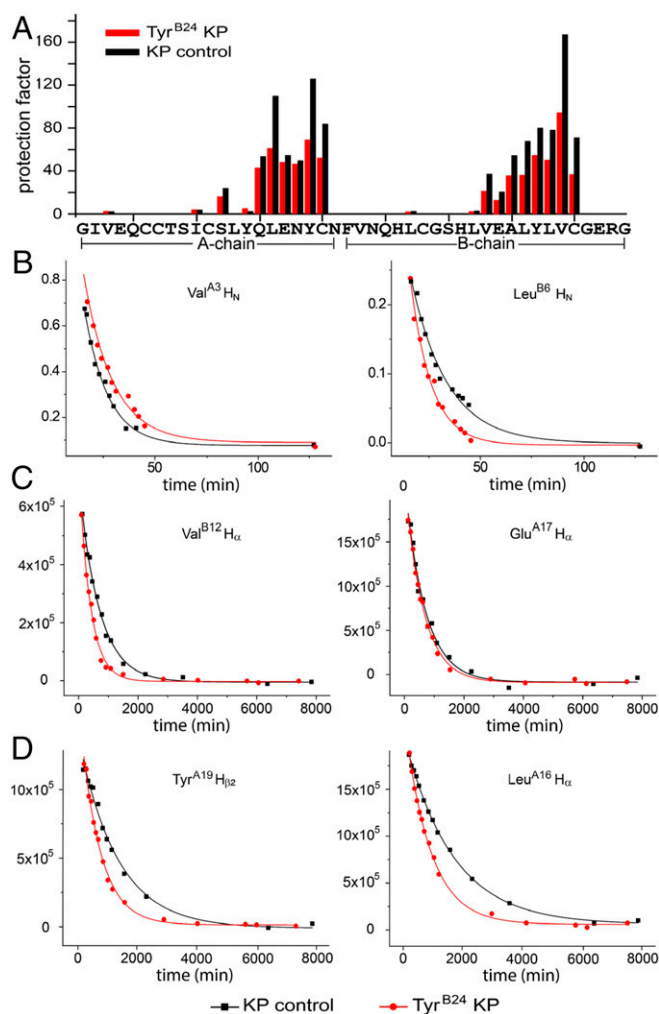 A
Tyr^B24 KP
KP control
protection factor
160
120
80
40
0
GIVEQCCTSICSLYQLENYCNFVNQHLCGSHLVEALYLVCGERG
A-chain
B-chain
B
Val^A3 H_N
0.8
0.6
0.4
0.2
50
100
time (min)
Leu^B6 H_N
0.2
0.1
0.0
50
100
time (min)
0
C
Val^B12 H_α
6x10^5
4x10^5
2x10^5
0
0 2000 4000 6000 8000
time (min)
Glu^A17 H_α
15x10^5
10x10^5
5x10^5
0
0 2000 4000 6000 8000
time (min)
D
Tyr^A19 H_β2
10x10^5
5x10^5
0
0 2000 4000 6000 8000
time (min)
Leu^A16 H_α
15x10^5
10x10^5
5x10^5
0
0 2000 4000 6000 8000
time (min)
KP control
Tyr^B24 KP